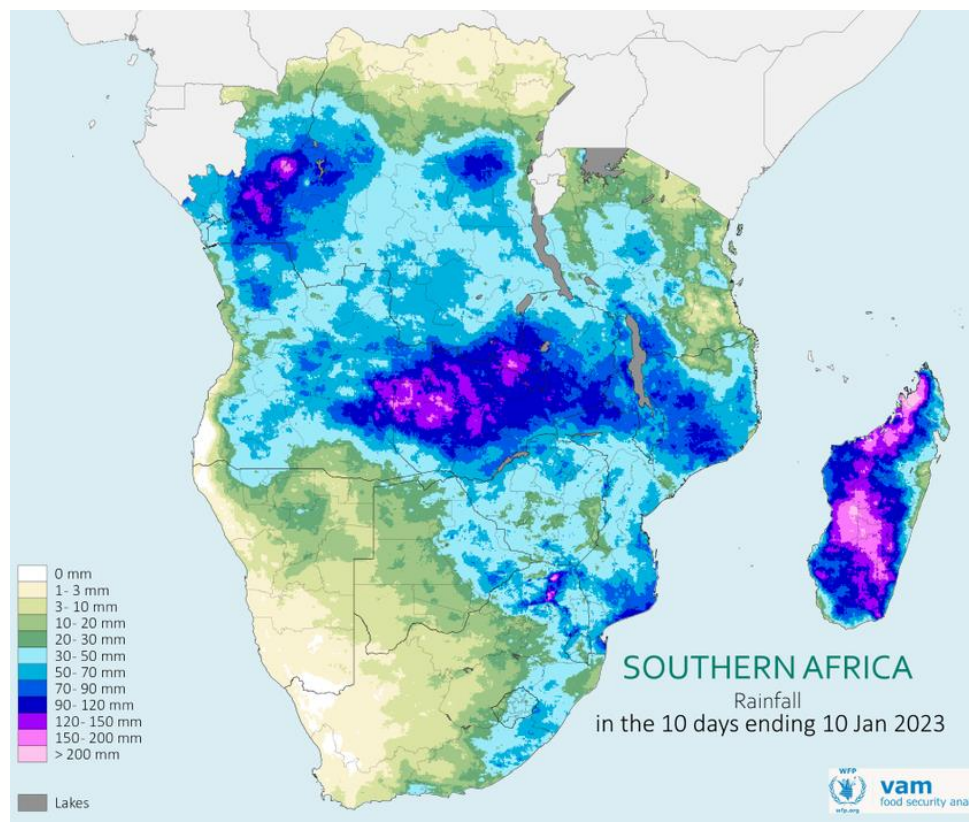 0 mm
1- 3 mm
3- 10 mm
10- 20 mm
20- 30 mm
30- 50 mm
50- 70 mm
70- 90 mm
90- 120 mm
120- 150 mm
150- 200 mm
> 200 mm
Lakes
SOUTHERN AFRICA
Rainfall
in the 10 days ending 10 Jan 2023
WFP
wfp.org
vam
food security ana